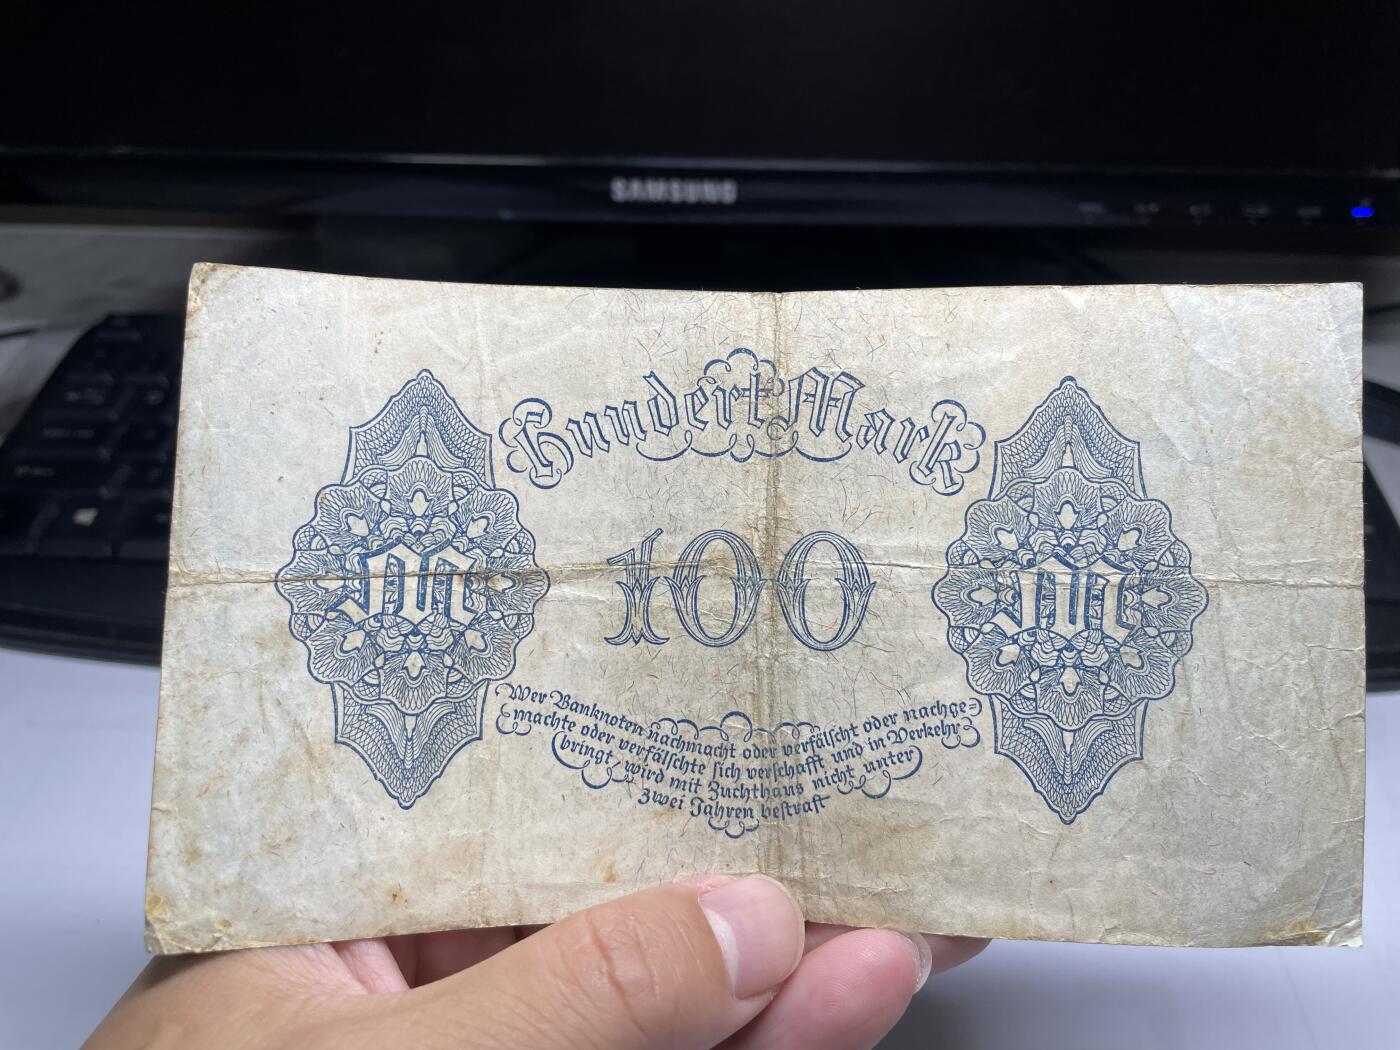 SAMSUNG
Hundert Mark
M
100
M
Wer Banknoten nachmacht oder verfälscht oder nachge=
machte oder verfälschte sich verschafft und in Verkehr
bringt, wird mit Zuchthaus nicht unter
zwei Jahren bestraft